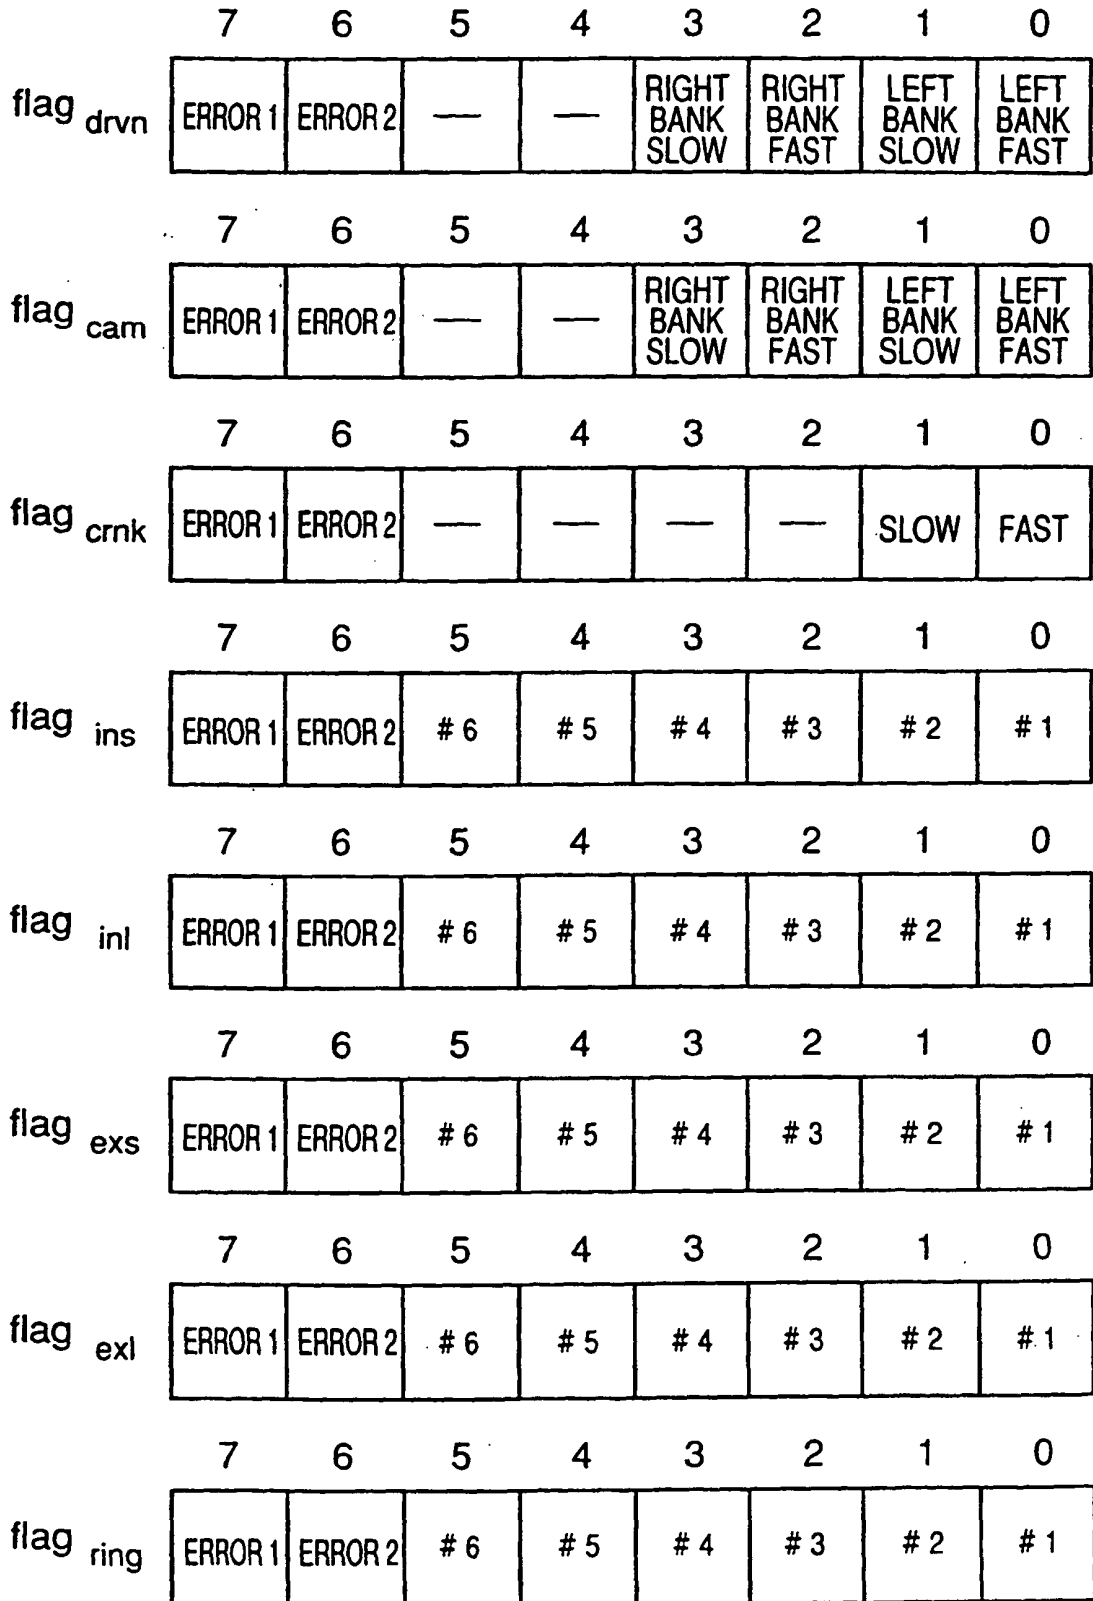 7 6 5 4 3 2 1 0
flag drvn ERROR 1 ERROR 2 — — RIGHT BANK SLOW RIGHT BANK FAST LEFT BANK SLOW LEFT BANK FAST
7 6 5 4 3 2 1 0
flag cam ERROR 1 ERROR 2 — — RIGHT BANK SLOW RIGHT BANK FAST LEFT BANK SLOW LEFT BANK FAST
7 6 5 4 3 2 1 0
flag crnk ERROR 1 ERROR 2 — — — — SLOW FAST
7 6 5 4 3 2 1 0
flag ins ERROR 1 ERROR 2 # 6 # 5 # 4 # 3 # 2 # 1
7 6 5 4 3 2 1 0
flag inl ERROR 1 ERROR 2 # 6 # 5 # 4 # 3 # 2 # 1
7 6 5 4 3 2 1 0
flag exs ERROR 1 ERROR 2 # 6 # 5 # 4 # 3 # 2 # 1
7 6 5 4 3 2 1 0
flag exl ERROR 1 ERROR 2 # 6 # 5 # 4 # 3 # 2 # 1
7 6 5 4 3 2 1 0
flag ring ERROR 1 ERROR 2 # 6 # 5 # 4 # 3 # 2 # 1